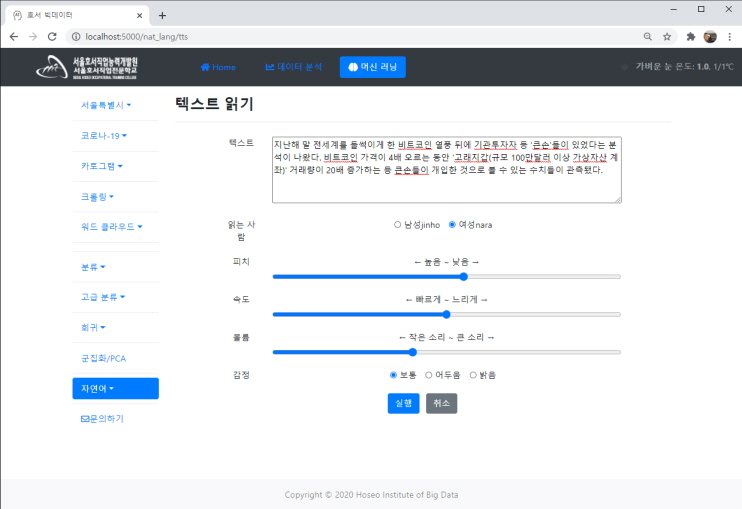 호서 빅데이터
localhost:5000/nat_lang/tts
서울호서직업능력개발원
서울호서직업전문학교
Home
데이터 분석
머신 러닝
가벼운 눈 온도: 1.0, 1/1℃
서울특별시
코로나-19
카토그램
크롤링
워드 클라우드
분류
고급 분류
회귀
군집화/PCA
자연어
문의하기
텍스트 읽기
텍스트
지난해 말 전세계를 들썩이게 한 비트코인 열풍 뒤에 기관투자자 등 '큰손'들이 있었다는 분
석이 나왔다. 비트코인 가격이 4배 오르는 동안 '고래지갑(규모 100만달러 이상 가상자산 계
좌)' 거래량이 20배 증가하는 등 큰손들이 개입한 것으로 볼 수 있는 수치들이 관측됐다.
읽는 사
람
남성jinho 여성nara
피치
← 높음 ~ 낮음 →
속도
← 빠르게 ~ 느리게 →
볼륨
← 작은 소리 ~ 큰 소리 →
감정
보통 어두움 밝음
실행 취소
Copyright © 2020 Hoseo Institute of Big Data